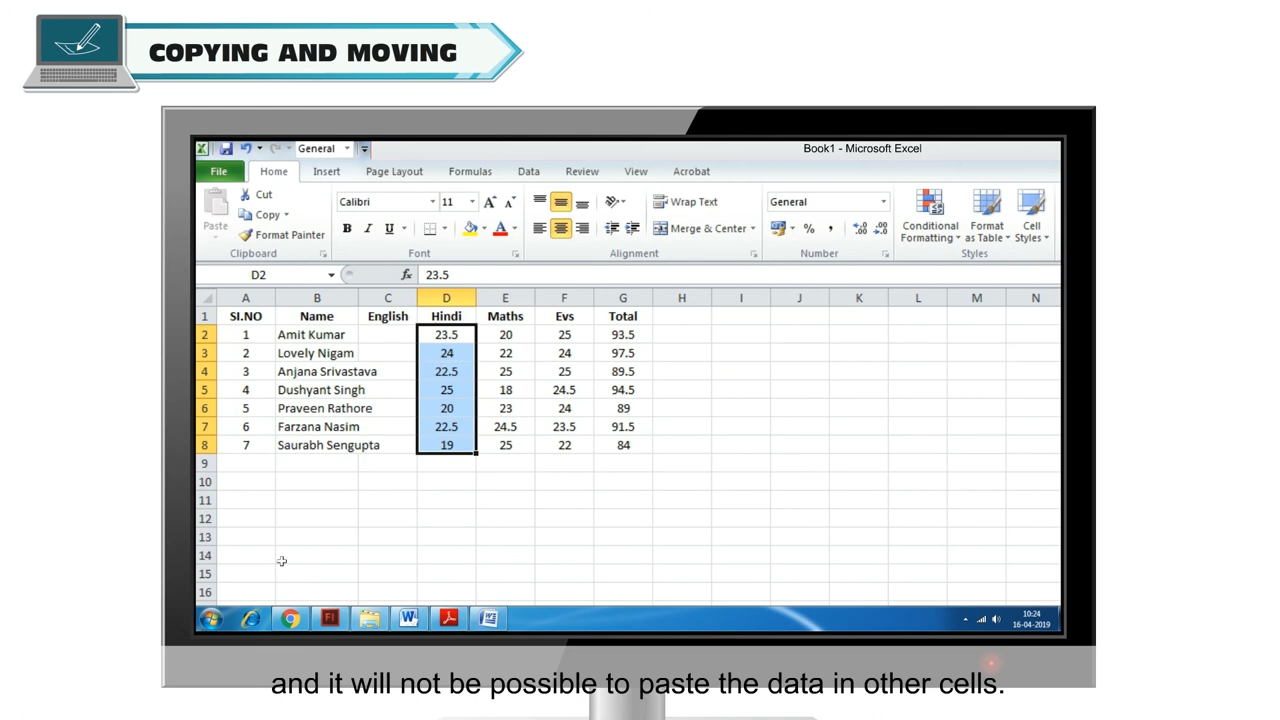 COPYING AND MOVING
General
Book1 - Microsoft Excel
File Home Insert Page Layout Formulas Data Review View Acrobat
Paste
Cut
Copy
Format Painter
Clipboard
Calibri 11
B I U A
Font
Wrap Text
Merge & Center
Alignment
General
% ,
Number
Conditional Formatting
Format as Table
Cell Styles
Styles
D2 fx 23.5
A B C D E F G H I J K L M N
1 SI.NO Name English Hindi Maths Evs Total
2 1 Amit Kumar 23.5 20 25 93.5
3 2 Lovely Nigam 24 22 24 97.5
4 3 Anjana Srivastava 22.5 25 25 89.5
5 4 Dushyant Singh 25 18 24.5 94.5
6 5 Praveen Rathore 20 23 24 89
7 6 Farzana Nasim 22.5 24.5 23.5 91.5
8 7 Saurabh Sengupta 19 25 22 84
9
10
11
12
13
14
15
16
10:24
16-04-2019
and it will not be possible to paste the data in other cells.